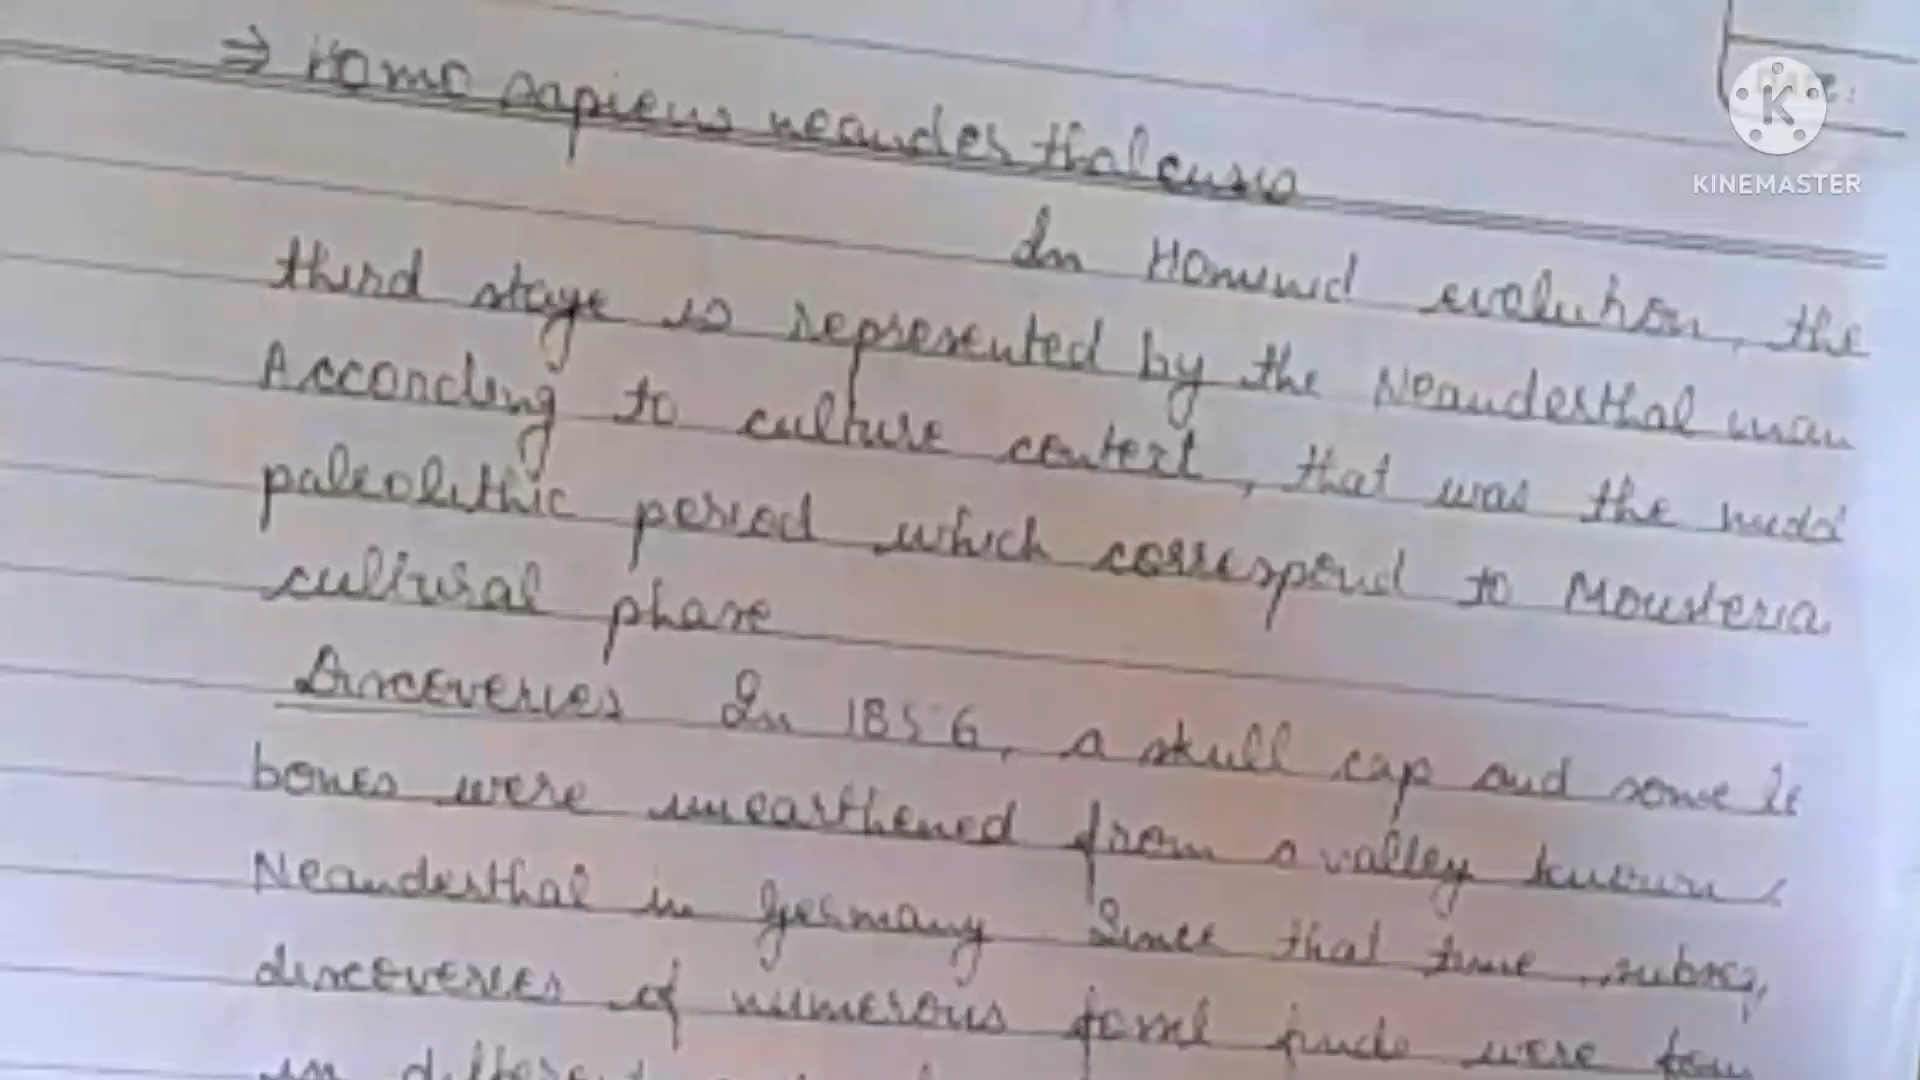 ⇒ Homo sapiens neanderthalensis
In Hominid evolution, the
third stage is represented by the Neanderthal man
According to culture context, that was the
paleolithic period which correspond to Mousteria
cultural phase
Discoveries In 1856, a skull cap and some
bones were unearthened from a valley known
Neanderthal in Germany Since that time
discoveries of numerous fossil finds were
in different
KINEMASTER